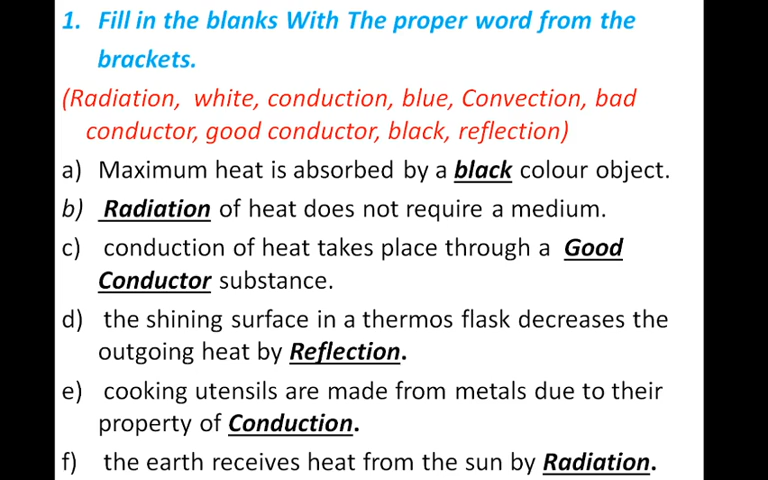 1. Fill in the blanks With The proper word from the
brackets.
(Radiation, white, conduction, blue, Convection, bad
conductor, good conductor, black, reflection)
a) Maximum heat is absorbed by a black colour object.
b) Radiation of heat does not require a medium.
c) conduction of heat takes place through a Good
Conductor substance.
d) the shining surface in a thermos flask decreases the
outgoing heat by Reflection.
e) cooking utensils are made from metals due to their
property of Conduction.
f) the earth receives heat from the sun by Radiation.